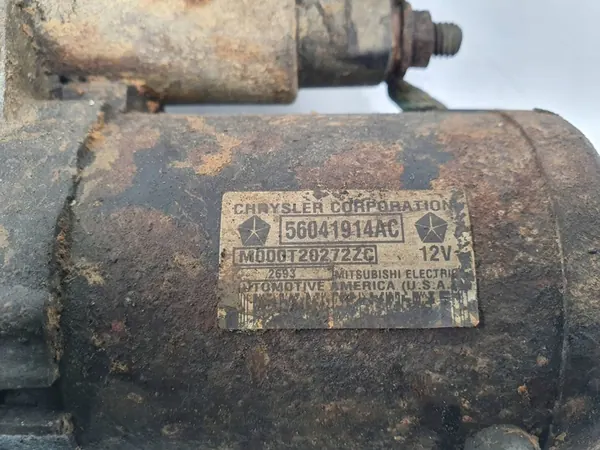 CHRYSLER CORPORATION
56041914AC
M000T20272ZC 12V
2693 MITSUBISHI ELECTRIC
AUTOMOTIVE AMERICA (U.S.A.)